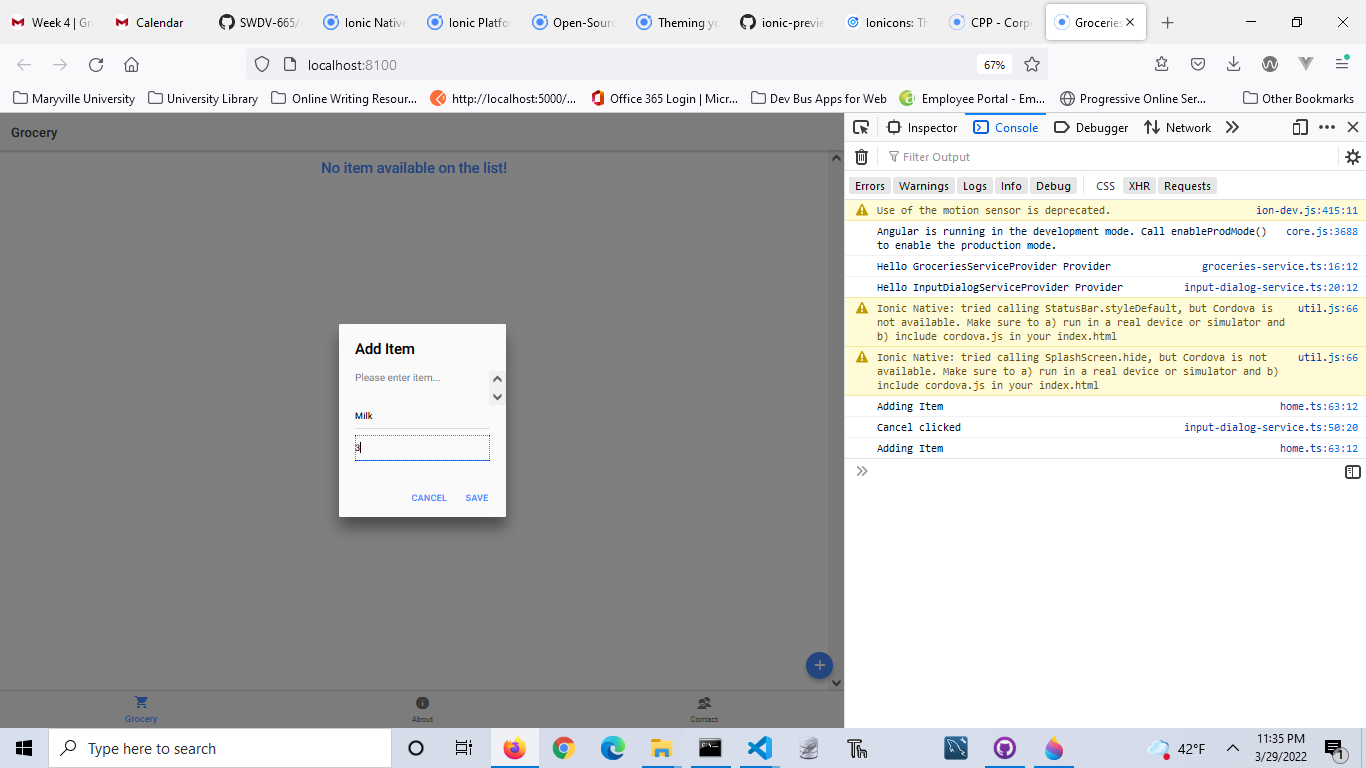 Week 4 | Gr
Calendar
SWDV-665/
Ionic Native
Ionic Platfo
Open-Sour
Theming yo
ionic-previe
Ionicons: Th
CPP - Corpe
Groceries
localhost:8100
67%
Maryville University
University Library
Online Writing Resour...
http://localhost:5000/...
Office 365 Login | Micr...
Dev Bus Apps for Web
Employee Portal - Em...
Progressive Online Ser...
Other Bookmarks
Grocery
No item available on the list!
Add Item
Please enter item...
Milk
3
CANCEL SAVE
Grocery
About
Contact
Inspector
Console
Debugger
Network
Filter Output
Errors Warnings Logs Info Debug CSS XHR Requests
Use of the motion sensor is deprecated. ion-dev.js:415:11
Angular is running in the development mode. Call enableProdMode() core.js:3688
to enable the production mode.
Hello GroceriesServiceProvider Provider groceries-service.ts:16:12
Hello InputDialogServiceProvider Provider input-dialog-service.ts:20:12
Ionic Native: tried calling StatusBar.styleDefault, but Cordova is util.js:66
not available. Make sure to a) run in a real device or simulator and
b) include cordova.js in your index.html
Ionic Native: tried calling SplashScreen.hide, but Cordova is not util.js:66
available. Make sure to a) run in a real device or simulator and b)
include cordova.js in your index.html
Adding Item home.ts:63:12
Cancel clicked input-dialog-service.ts:50:20
Adding Item home.ts:63:12
Type here to search
42°F
11:35 PM
3/29/2022
1